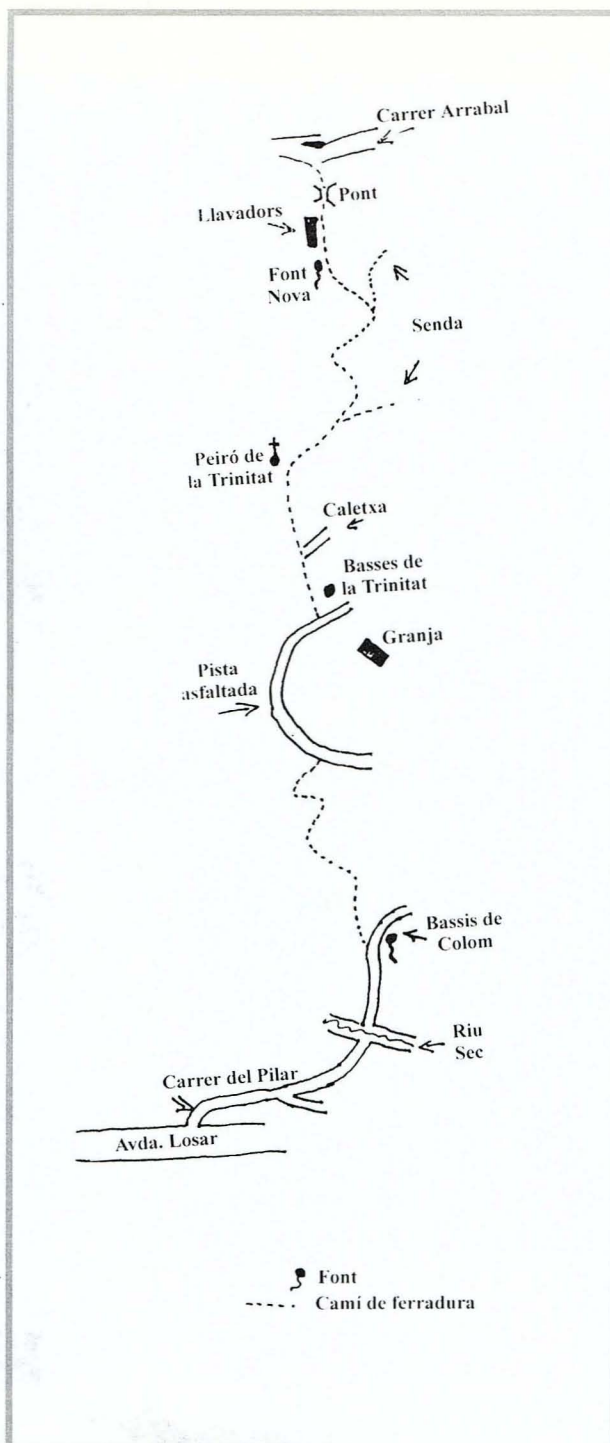 Carrer Arrabal
Pont
Llavadors
Font
Nova
Senda
Peiró de
la Trinitat
Caletxa
Basses de
la Trinitat
Granja
Pista
asfaltada
Bassis de
Colom
Riu
Sec
Carrer del Pilar
Avda. Losar
Font
Camí de ferradura